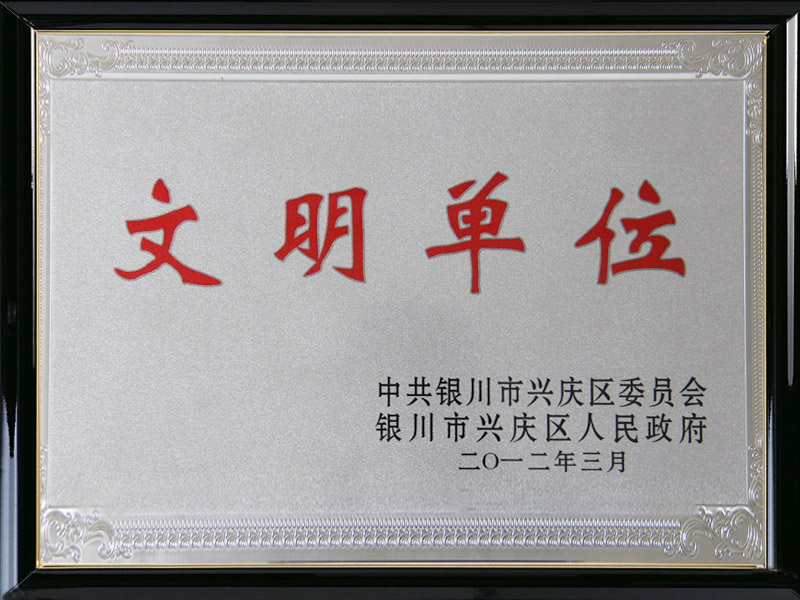 文明单位
中共银川市兴庆区委员会
银川市兴庆区人民政府
二〇一二年三月